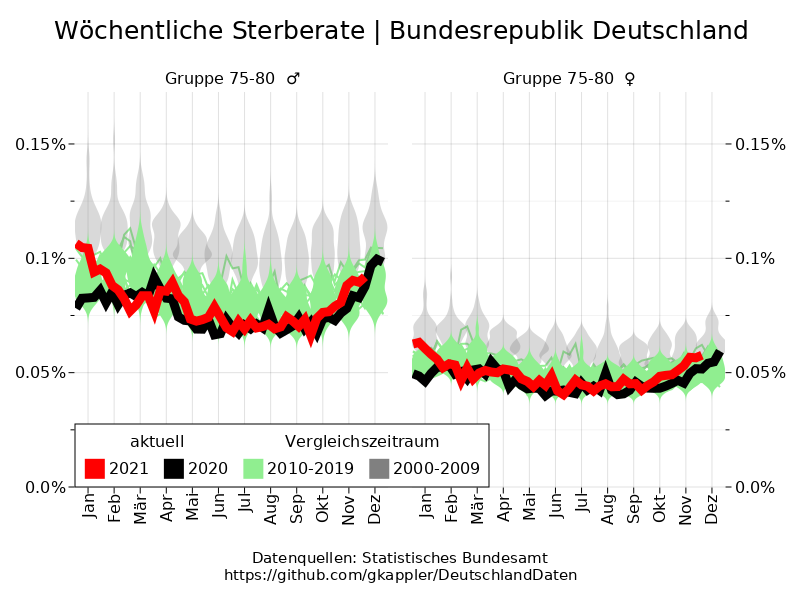 Wöchentliche Sterberate | Bundesrepublik Deutschland
Gruppe 75-80 ♂
Gruppe 75-80 ♀
0.15%
0.1%
0.05%
0.0%
0.15%
0.1%
0.05%
0.0%
aktuell
Vergleichszeitraum
2021
2020
2010-2019
2000-2009
Jan
Feb
Mär
Apr
Mai
Jun
Jul
Aug
Sep
Okt
Nov
Dez
Jan
Feb
Mär
Apr
Mai
Jun
Jul
Aug
Sep
Okt
Nov
Dez
Datenquellen: Statistisches Bundesamt
https://github.com/gkappler/DeutschlandDaten